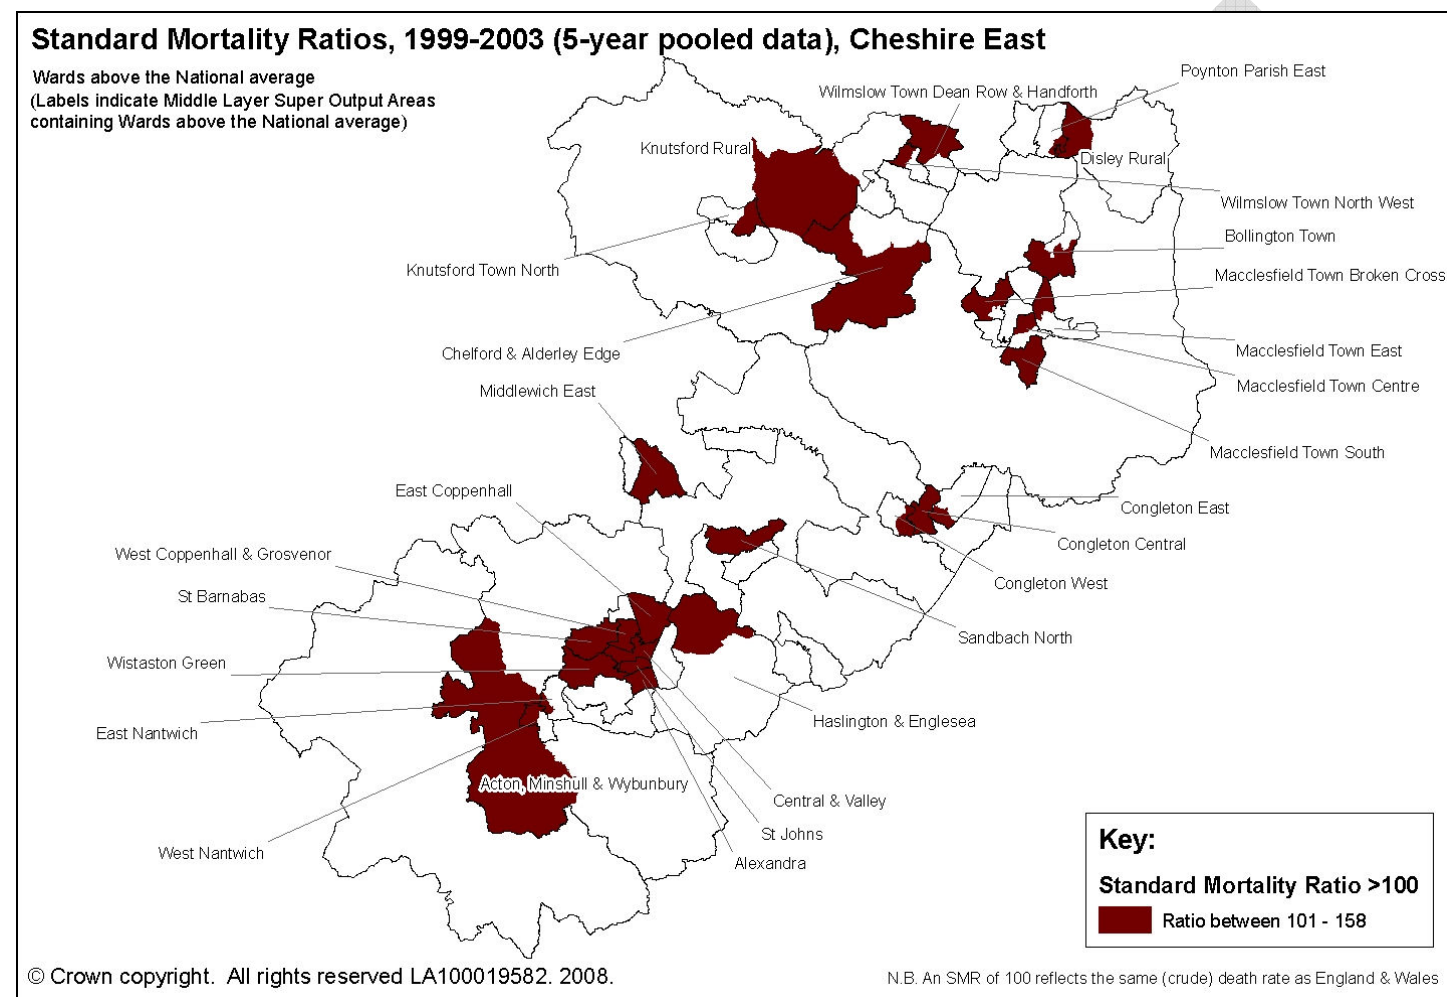 Standard Mortality Ratios, 1999-2003 (5-year pooled data), Cheshire East
Wards above the National average
(Labels indicate Middle Layer Super Output Areas
containing Wards above the National average)
Poynton Parish East
Wilmslow Town Dean Row & Handforth
Knutsford Rural
Disley Rural
Wilmslow Town North West
Bollington Town
Knutsford Town North
Macclesfield Town Broken Cross
Chelford & Alderley Edge
Macclesfield Town East
Macclesfield Town Centre
Middlewich East
Macclesfield Town South
East Coppenhall
Congleton East
Congleton Central
West Coppenhall & Grosvenor
Congleton West
St Barnabas
Sandbach North
Wistaston Green
Haslington & Englesea
East Nantwich
Acton, Minshull & Wybunbury
Central & Valley
St Johns
West Nantwich
Alexandra
Key:
Standard Mortality Ratio >100
Ratio between 101 - 158
© Crown copyright. All rights reserved LA100019582. 2008.
N.B. An SMR of 100 reflects the same (crude) death rate as England & Wales